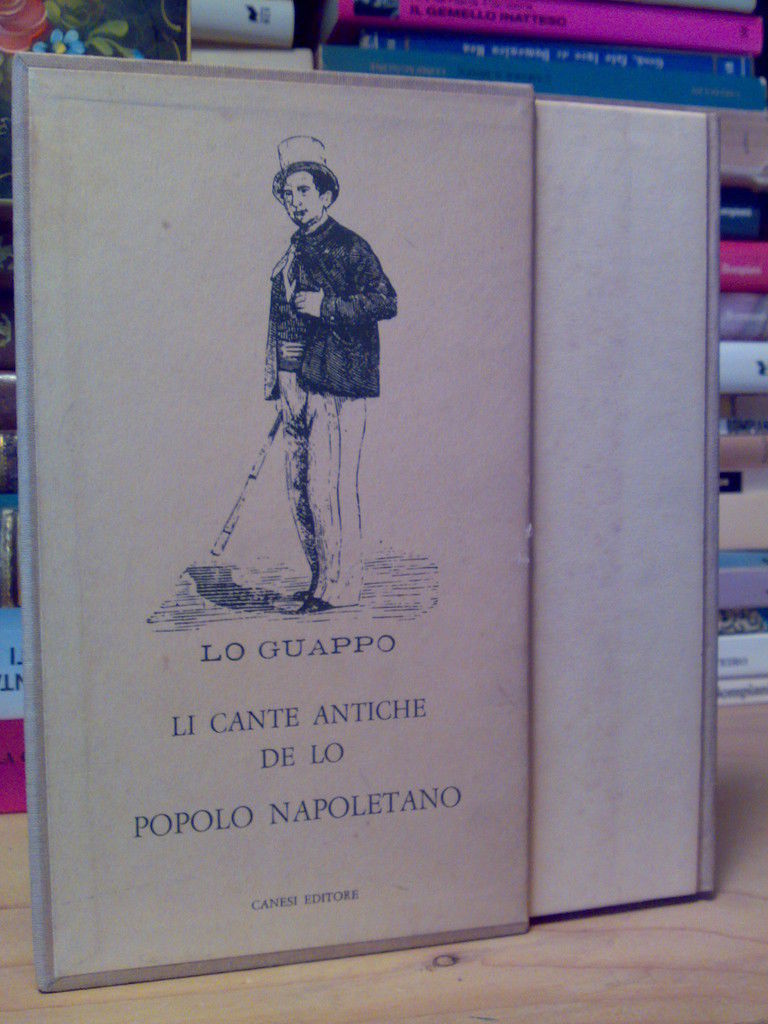 IL GEMELLO INATTESO
LO GUAPPO
LI CANTE ANTICHE
DE LO
POPOLO NAPOLETANO
CANESI EDITORE